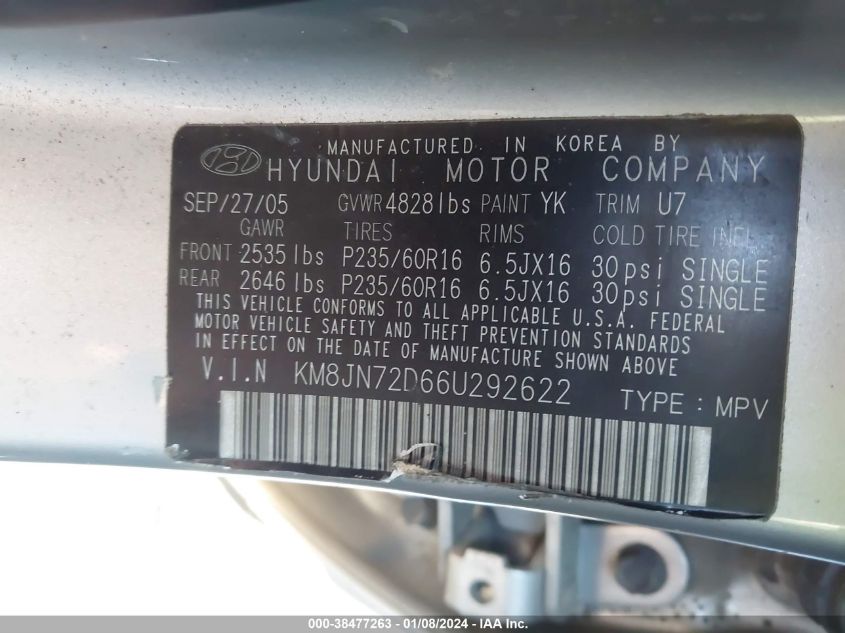 MANUFACTURED IN KOREA BY
HYUNDAI MOTOR COMPANY
SEP/27/05 GVWR 4828lbs PAINT YK TRIM U7
GAWR TIRES RIMS COLD TIRE INFL
FRONT 2535lbs P235/60R16 6.5JX16 30psi SINGLE
REAR 2646lbs P235/60R16 6.5JX16 30psi SINGLE
THIS VEHICLE CONFORMS TO ALL APPLICABLE U.S.A. FEDERAL
MOTOR VEHICLE SAFETY AND THEFT PREVENTION STANDARDS
IN EFFECT ON THE DATE OF MANUFACTURE SHOWN ABOVE
V.I.N KM8JN72D66U292622 TYPE : MPV
000-38477263 - 01/08/2024 - IAA Inc.